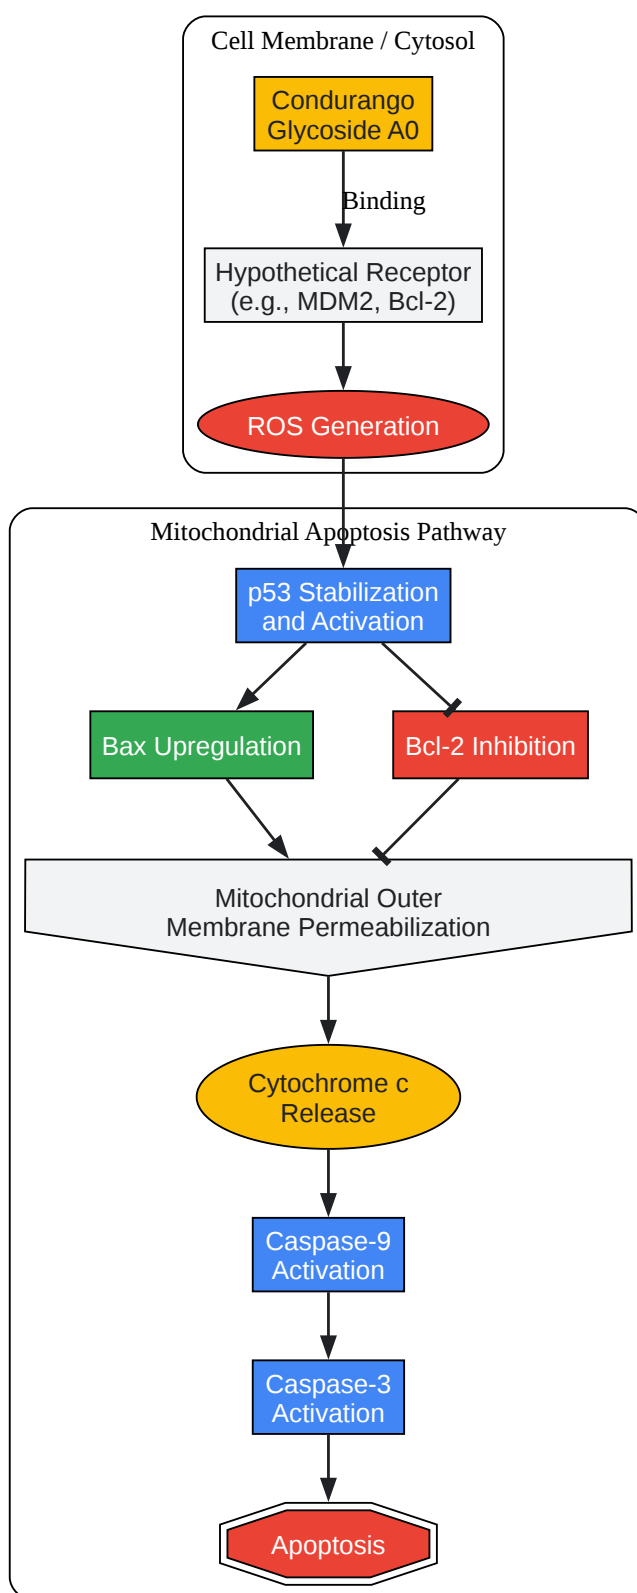 Cell Membrane / Cytosol
Condurango
Glycoside A0
Binding
Hypothetical Receptor
(e.g., MDM2, Bcl-2)
ROS Generation
Mitochondrial Apoptosis Pathway
p53 Stabilization
and Activation
Bax Upregulation
Bcl-2 Inhibition
Mitochondrial Outer
Membrane Permeabilization
Cytochrome c
Release
Caspase-9
Activation
Caspase-3
Activation
Apoptosis